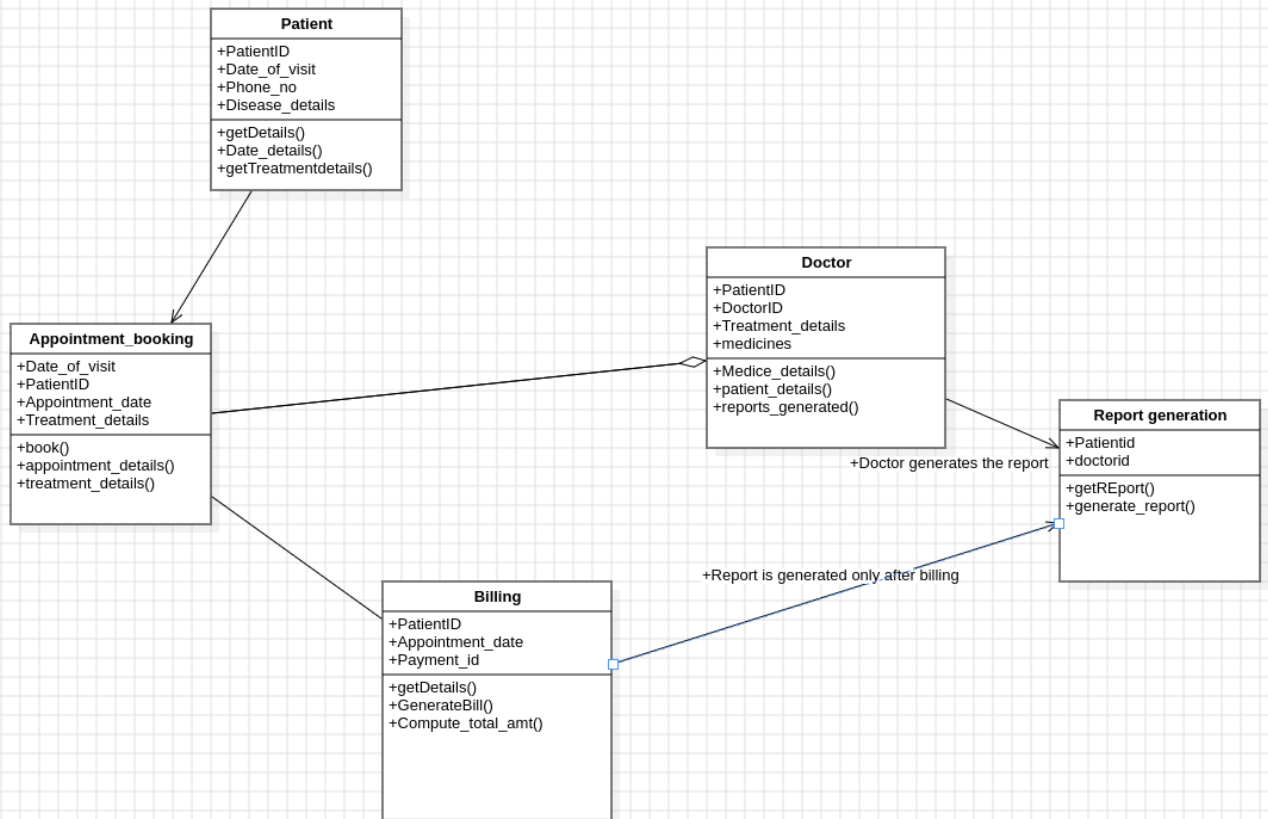 Patient
+PatientID
+Date_of_visit
+Phone_no
+Disease_details
+getDetails()
+Date_details()
+getTreatmentdetails()
Doctor
+PatientID
+DoctorID
+Treatment_details
+medicines
+Medice_details()
+patient_details()
+reports_generated()
Appointment_booking
+Date_of_visit
+PatientID
+Appointment_date
+Treatment_details
+book()
+appointment_details()
+treatment_details()
Report generation
+Patientid
+doctorid
+getREport()
+generate_report()
+Doctor generates the report
+Report is generated only after billing
Billing
+PatientID
+Appointment_date
+Payment_id
+getDetails()
+GenerateBill()
+Compute_total_amt()